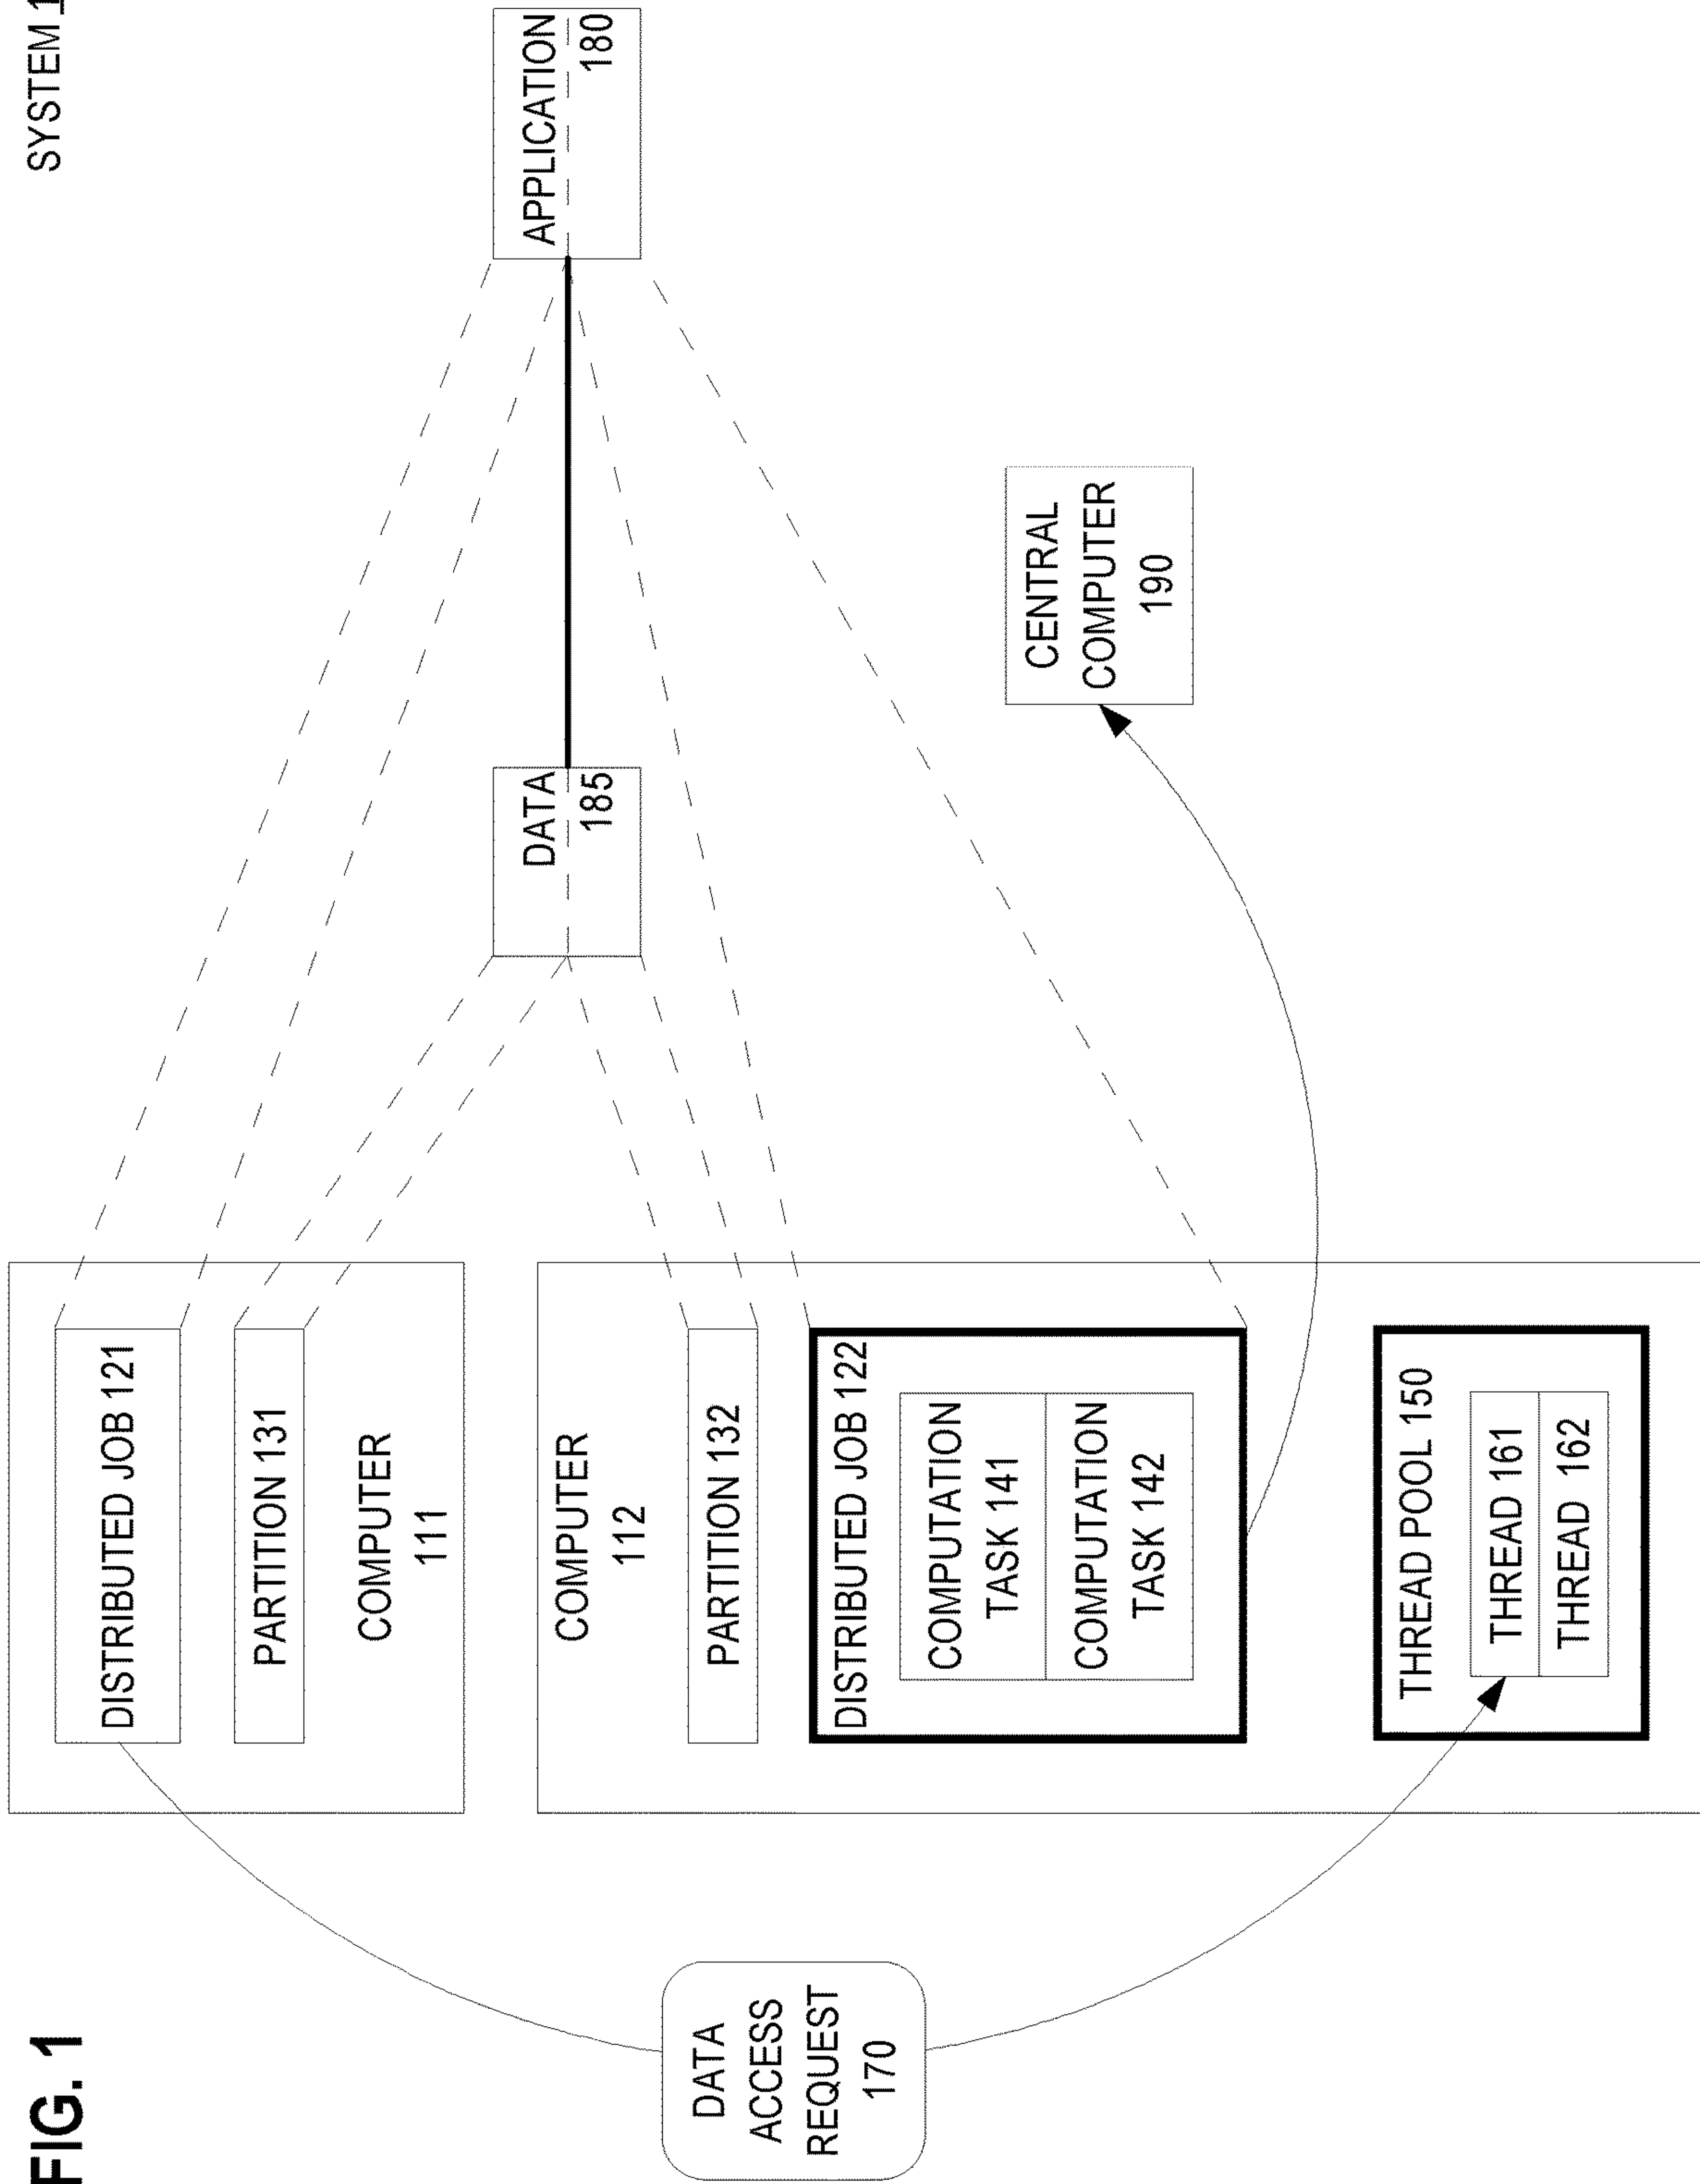 FIG. 1
SYSTEM 1
DATA
ACCESS
REQUEST
170
DISTRIBUTED JOB 121
PARTITION 131
COMPUTER
111
COMPUTER
112
PARTITION 132
DISTRIBUTED JOB 122
COMPUTATION
TASK 141
COMPUTATION
TASK 142
THREAD POOL 150
THREAD 161
THREAD 162
DATA
185
APPLICATION
180
CENTRAL
COMPUTER
190